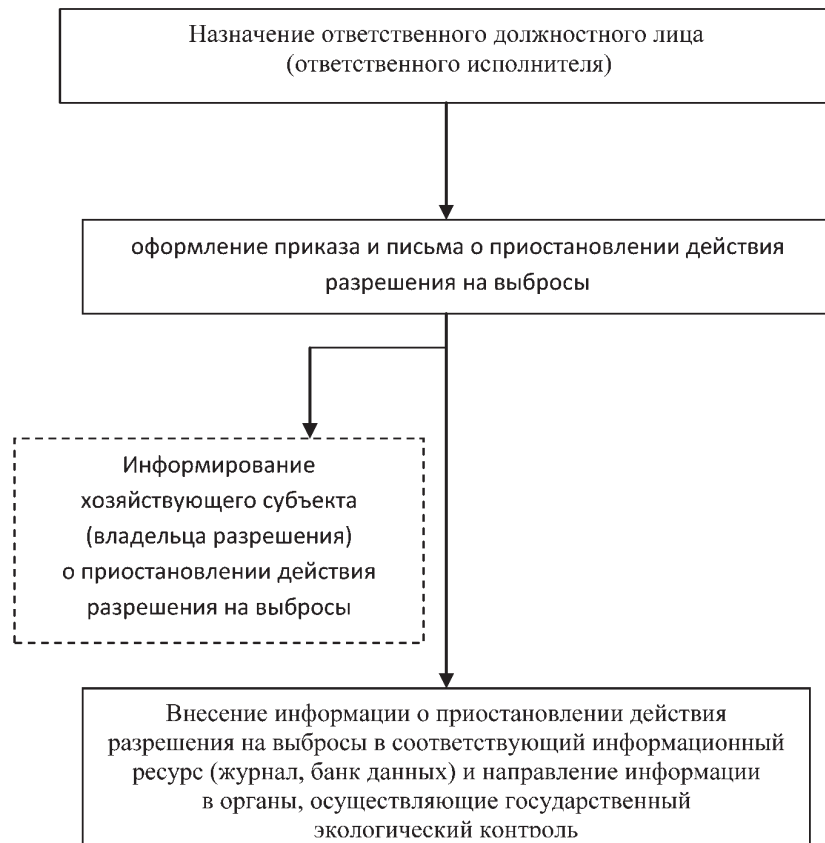 Назначение ответственного должностного лица
(ответственного исполнителя)
оформление приказа и письма о приостановлении действия
разрешения на выбросы
Информирование
хозяйствующего субъекта
(владельца разрешения)
о приостановлении действия
разрешения на выбросы
Внесение информации о приостановлении действия
разрешения на выбросы в соответствующий информационный
ресурс (журнал, банк данных) и направление информации
в органы, осуществляющие государственный
экологический контроль